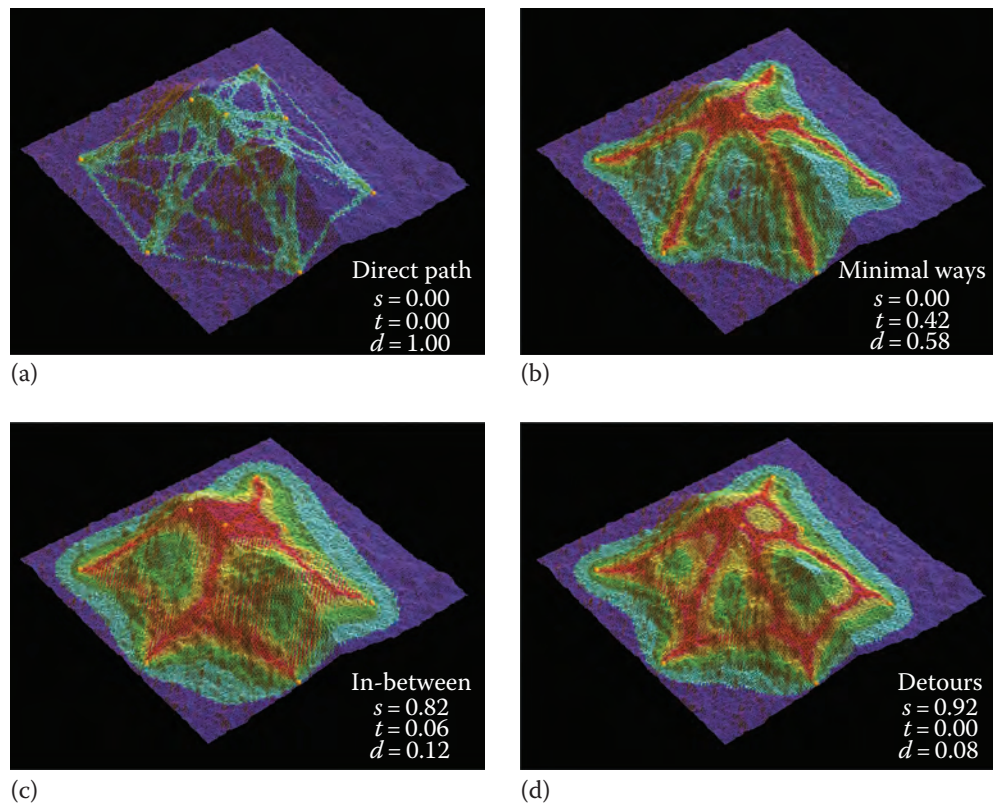 Direct path
s = 0.00
t = 0.00
d = 1.00
(a)
Minimal ways
s = 0.00
t = 0.42
d = 0.58
(b)
In-between
s = 0.82
t = 0.06
d = 0.12
(c)
Detours
s = 0.92
t = 0.00
d = 0.08
(d)